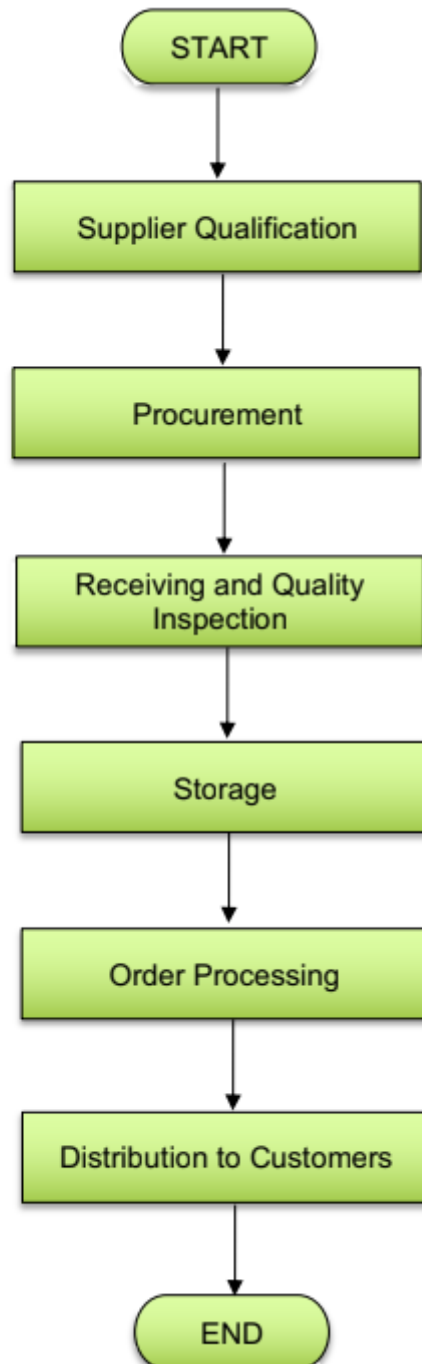 START
Supplier Qualification
Procurement
Receiving and Quality
Inspection
Storage
Order Processing
Distribution to Customers
END